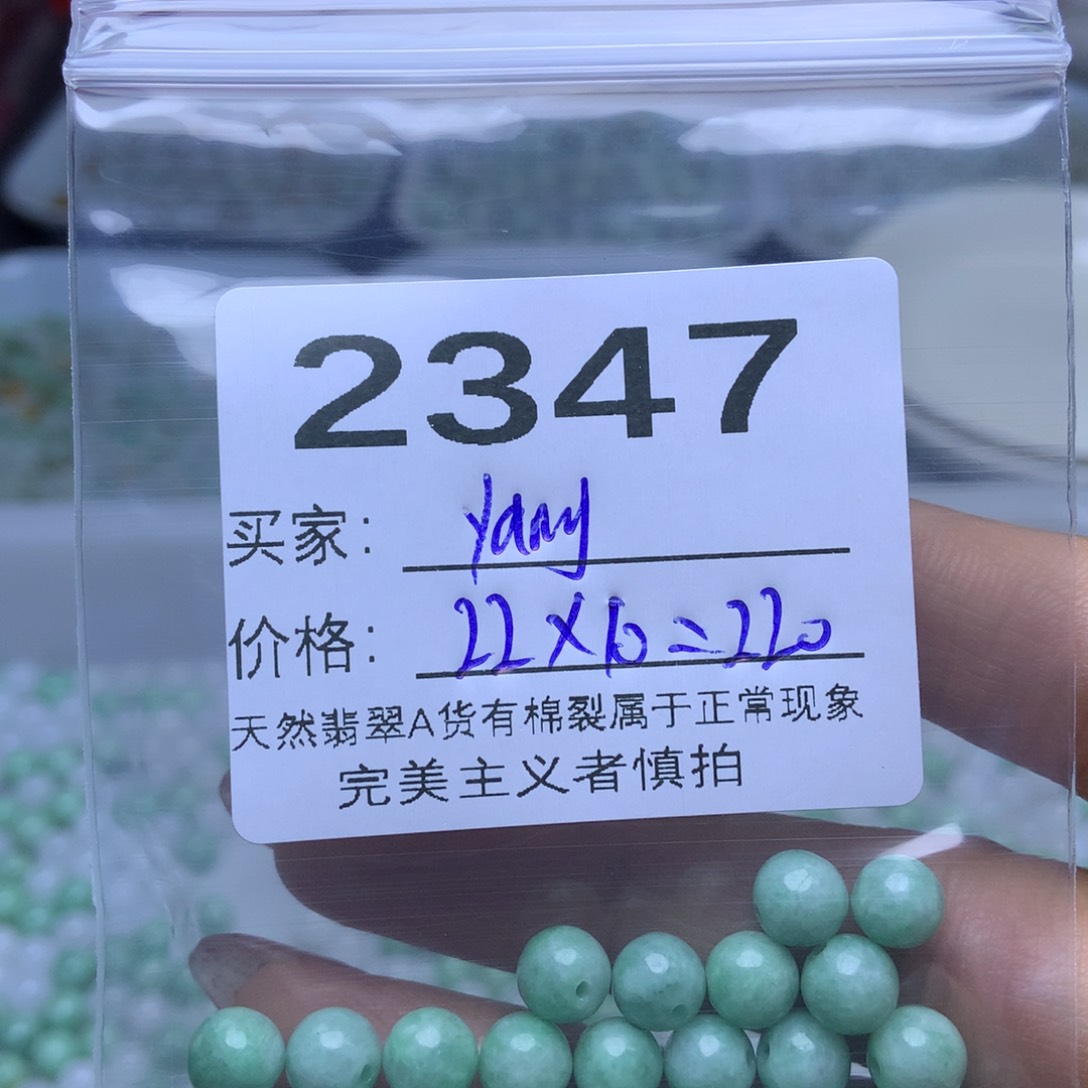 2347
买家: yang
价格: 22×10=220
天然翡翠A货有棉裂属于正常现象
完美主义者慎拍